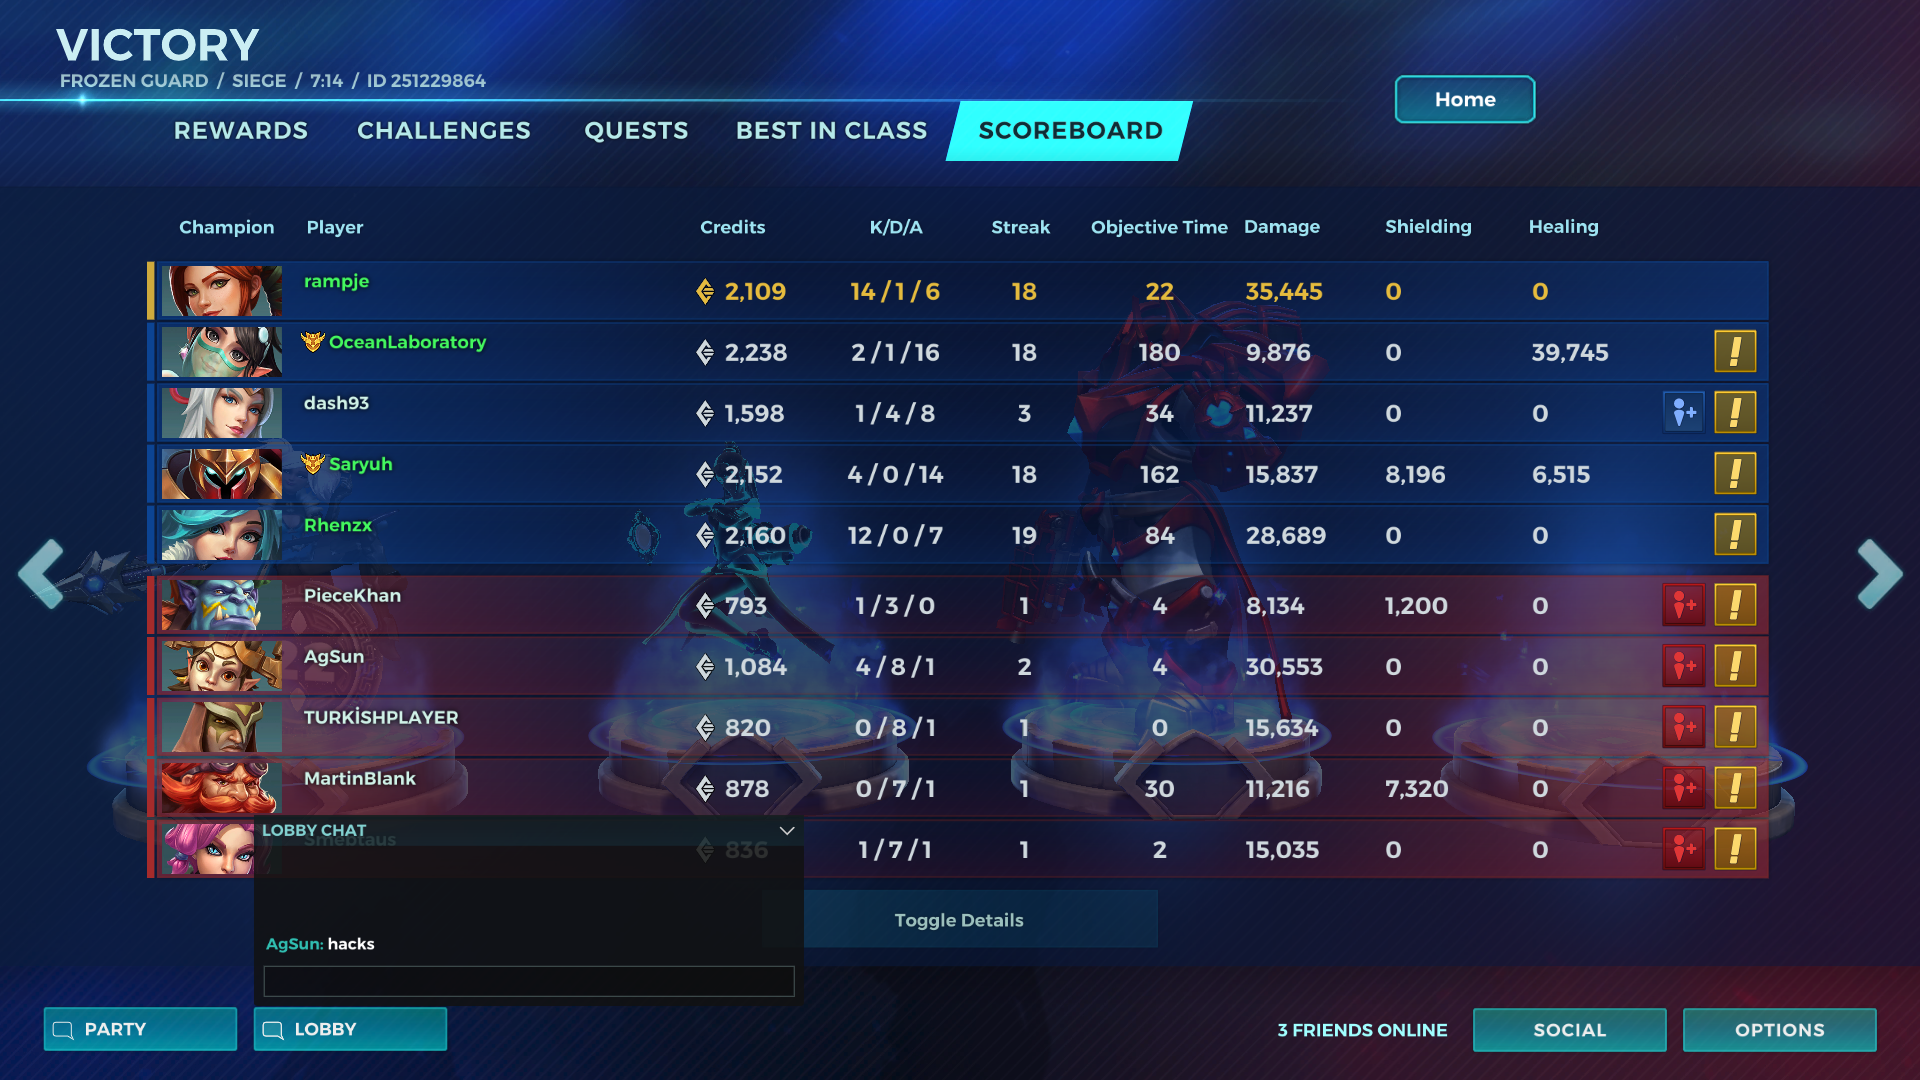 VICTORY
FROZEN GUARD / SIEGE / 7:14 / ID 251229864
Home
REWARDS CHALLENGES QUESTS BEST IN CLASS SCOREBOARD
Champion Player Credits K/D/A Streak Objective Time Damage Shielding Healing
rampje 2,109 14 / 1 / 6 18 22 35,445 0 0
OceanLaboratory 2,238 2 / 1 / 16 18 180 9,876 0 39,745
dash93 1,598 1 / 4 / 8 3 34 11,237 0 0
Saryuh 2,152 4 / 0 / 14 18 162 15,837 8,196 6,515
Rhenzx 2,160 12 / 0 / 7 19 84 28,689 0 0
PieceKhan 793 1 / 3 / 0 1 4 8,134 1,200 0
AgSun 1,084 4 / 8 / 1 2 4 30,553 0 0
TURKİSHPLAYER 820 0 / 8 / 1 1 0 15,634 0 0
MartinBlank 878 0 / 7 / 1 1 30 11,216 7,320 0
836 1 / 7 / 1 1 2 15,035 0 0
LOBBY CHAT
Toggle Details
AgSun: hacks
PARTY LOBBY 3 FRIENDS ONLINE SOCIAL OPTIONS